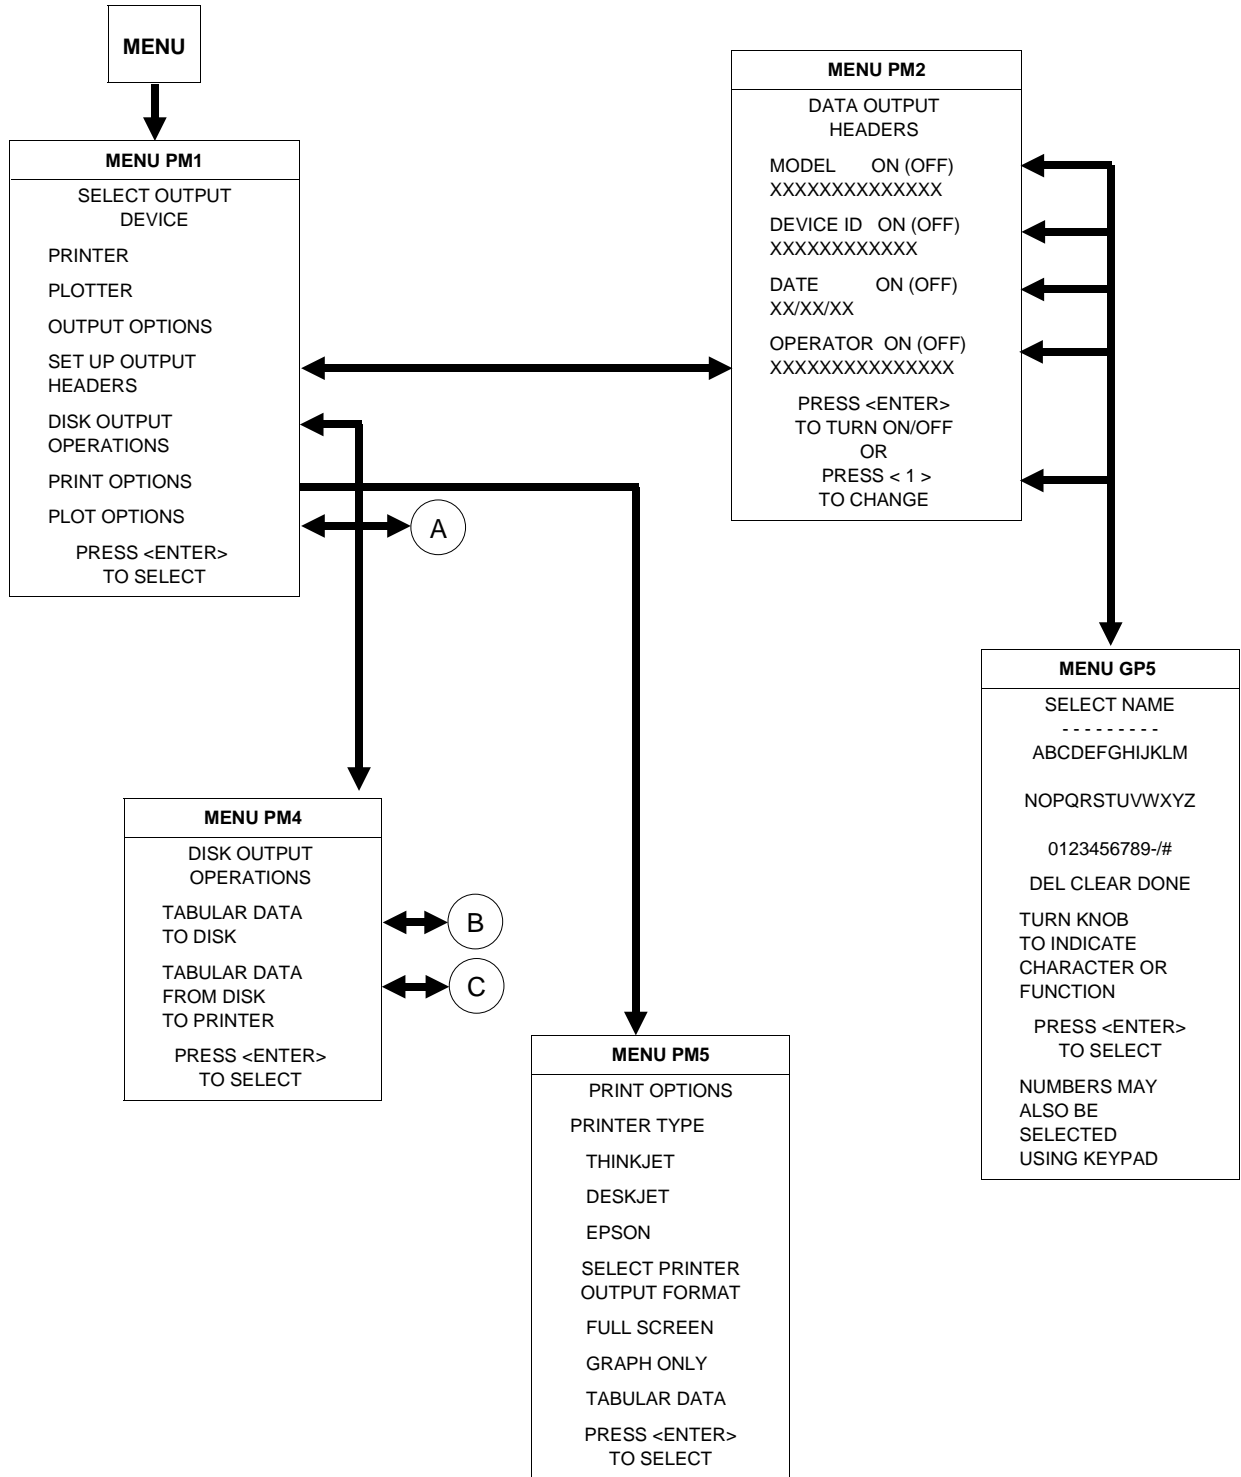 MENU
MENU PM1
SELECT OUTPUT
DEVICE
PRINTER
PLOTTER
OUTPUT OPTIONS
SET UP OUTPUT
HEADERS
DISK OUTPUT
OPERATIONS
PRINT OPTIONS
PLOT OPTIONS
PRESS <ENTER>
TO SELECT
A
MENU PM2
DATA OUTPUT
HEADERS
MODEL ON (OFF)
XXXXXXXXXXXXXX
DEVICE ID ON (OFF)
XXXXXXXXXXXX
DATE ON (OFF)
XX/XX/XX
OPERATOR ON (OFF)
XXXXXXXXXXXXXXX
PRESS <ENTER>
TO TURN ON/OFF
OR
PRESS < 1 >
TO CHANGE
MENU GP5
SELECT NAME
- - - - - - - - -
ABCDEFGHIJKLM
NOPQRSTUVWXYZ
0123456789-/#
DEL CLEAR DONE
TURN KNOB
TO INDICATE
CHARACTER OR
FUNCTION
PRESS <ENTER>
TO SELECT
NUMBERS MAY
ALSO BE
SELECTED
USING KEYPAD
MENU PM4
DISK OUTPUT
OPERATIONS
TABULAR DATA
TO DISK
B
TABULAR DATA
FROM DISK
TO PRINTER
C
PRESS <ENTER>
TO SELECT
MENU PM5
PRINT OPTIONS
PRINTER TYPE
THINKJET
DESKJET
EPSON
SELECT PRINTER
OUTPUT FORMAT
FULL SCREEN
GRAPH ONLY
TABULAR DATA
PRESS <ENTER>
TO SELECT